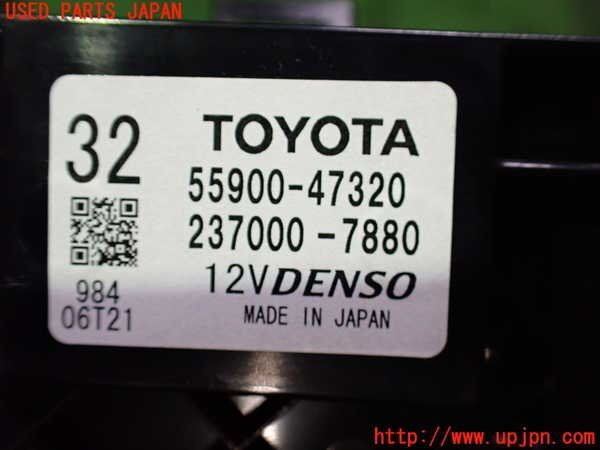 USED PARTS JAPAN
32 TOYOTA
55900-47320
237000-7880
12V DENSO
984
06T21
MADE IN JAPAN
http://www.upjpn.com/